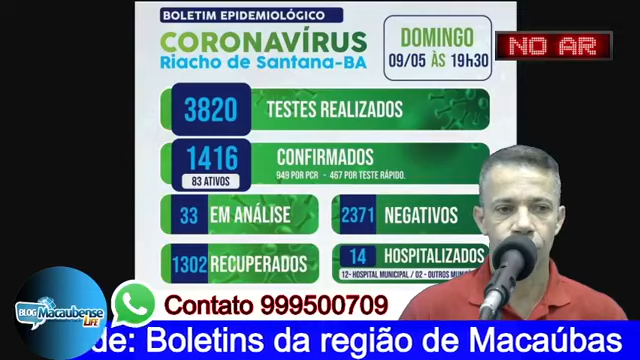 BOLETIM EPIDEMIOLÓGICO
CORONAVÍRUS
Riacho de Santana-BA
DOMINGO
09/05 ÀS 19h30
NO AR
3820 TESTES REALIZADOS
1416 CONFIRMADOS
83 ATIVOS
949 POR PCR - 467 POR TESTE RÁPIDO.
33 EM ANÁLISE
2371 NEGATIVOS
1302 RECUPERADOS
14 HOSPITALIZADOS
12- HOSPITAL MUNICIPAL / 02 - OUTROS
BLOG Macaubense LIFE
Contato 999500709
de: Boletins da região de Macaúbas